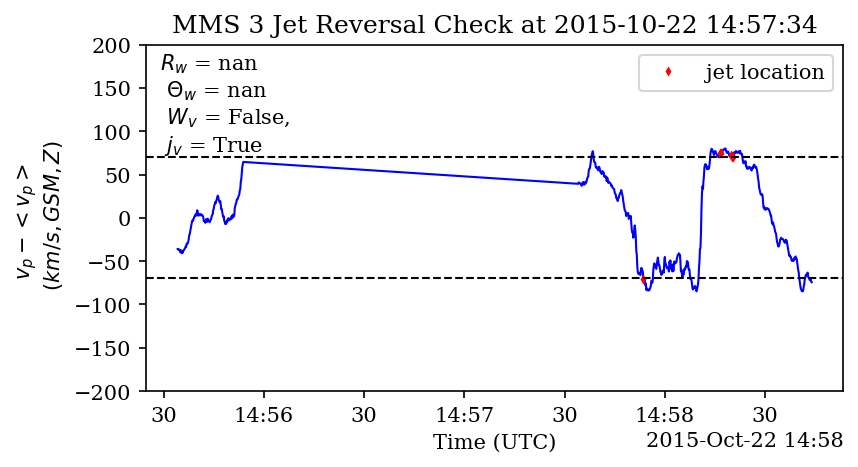 MMS 3 Jet Reversal Check at 2015-10-22 14:57:34
R_w = nan
Θ_w = nan
W_v = False,
j_v = True
jet location
200
150
100
50
0
−50
−100
−150
−200
v_p − < v_p >
(km/s, GSM, Z)
30 14:56 30 14:57 30 14:58 30
Time (UTC)
2015-Oct-22 14:58